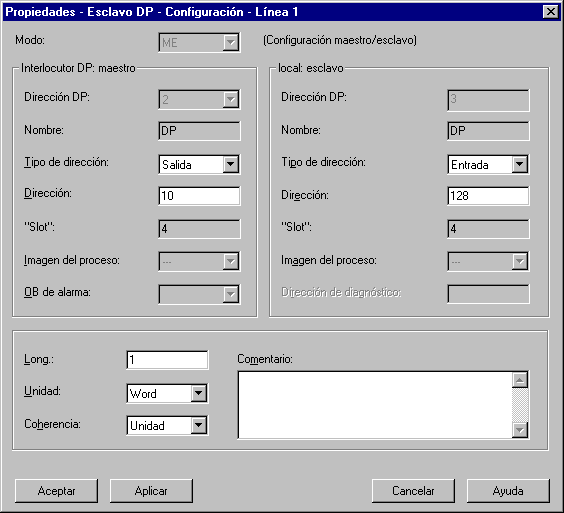 Propiedades - Esclavo DP - Configuración - Línea 1
Modo: ME (Configuración maestro/esclavo)
Interlocutor DP: maestro
Dirección DP: 2
Nombre: DP
Tipo de dirección: Salida
Dirección: 10
"Slot": 4
Imagen del proceso: ---
OB de alarma:
local: esclavo
Dirección DP: 3
Nombre: DP
Tipo de dirección: Entrada
Dirección: 128
"Slot": 4
Imagen del proceso: ---
Dirección de diagnóstico:
Long.: 1
Unidad: Word
Coherencia: Unidad
Comentario:
Aceptar Aplicar Cancelar Ayuda